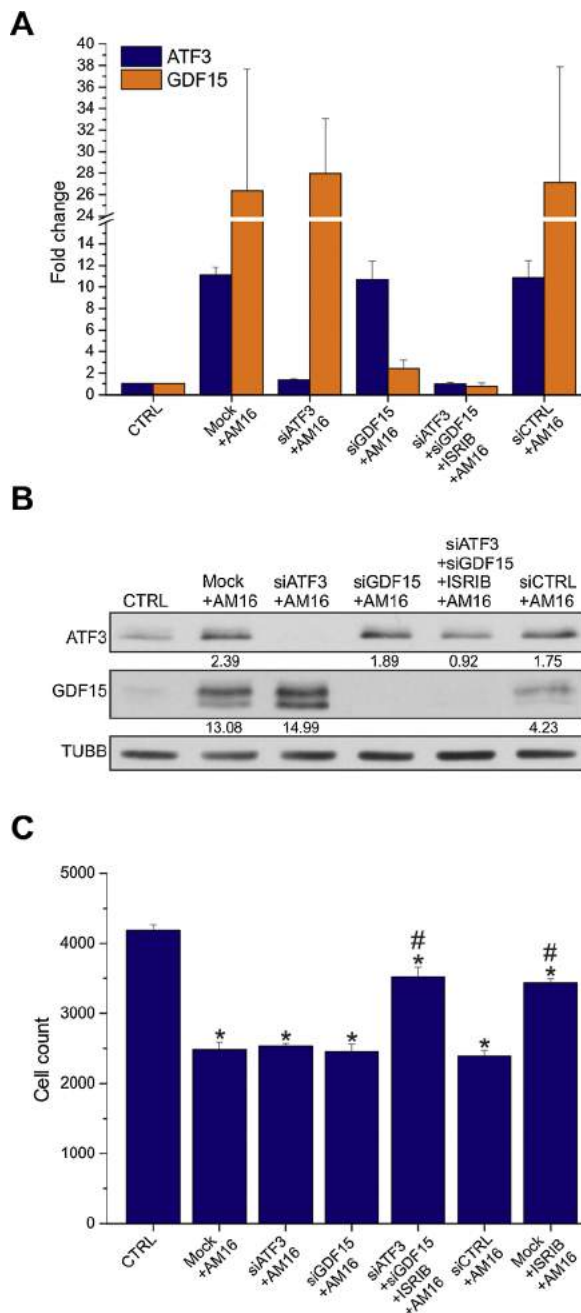 A
ATF3
GDF15
40
36
32
28
24
14
12
10
8
6
4
2
0
Fold change
CTRL
Mock
+AM16
siATF3
+AM16
siGDF15
+AM16
siATF3
+siGDF15
+ISRIB
+AM16
siCTRL
+AM16
B
CTRL
Mock
+AM16
siATF3
+AM16
siGDF15
+AM16
siATF3
+siGDF15
+ISRIB
+AM16
siCTRL
+AM16
ATF3
2.39 1.89 0.92 1.75
GDF15
13.08 14.99 4.23
TUBB
C
5000
4000
3000
2000
1000
0
Cell count
* * * # * * # *
CTRL
Mock
+AM16
siATF3
+AM16
siGDF15
+AM16
siATF3
+siGDF15
+ISRIB
+AM16
siCTRL
+AM16
Mock
+ISRIB
+AM16